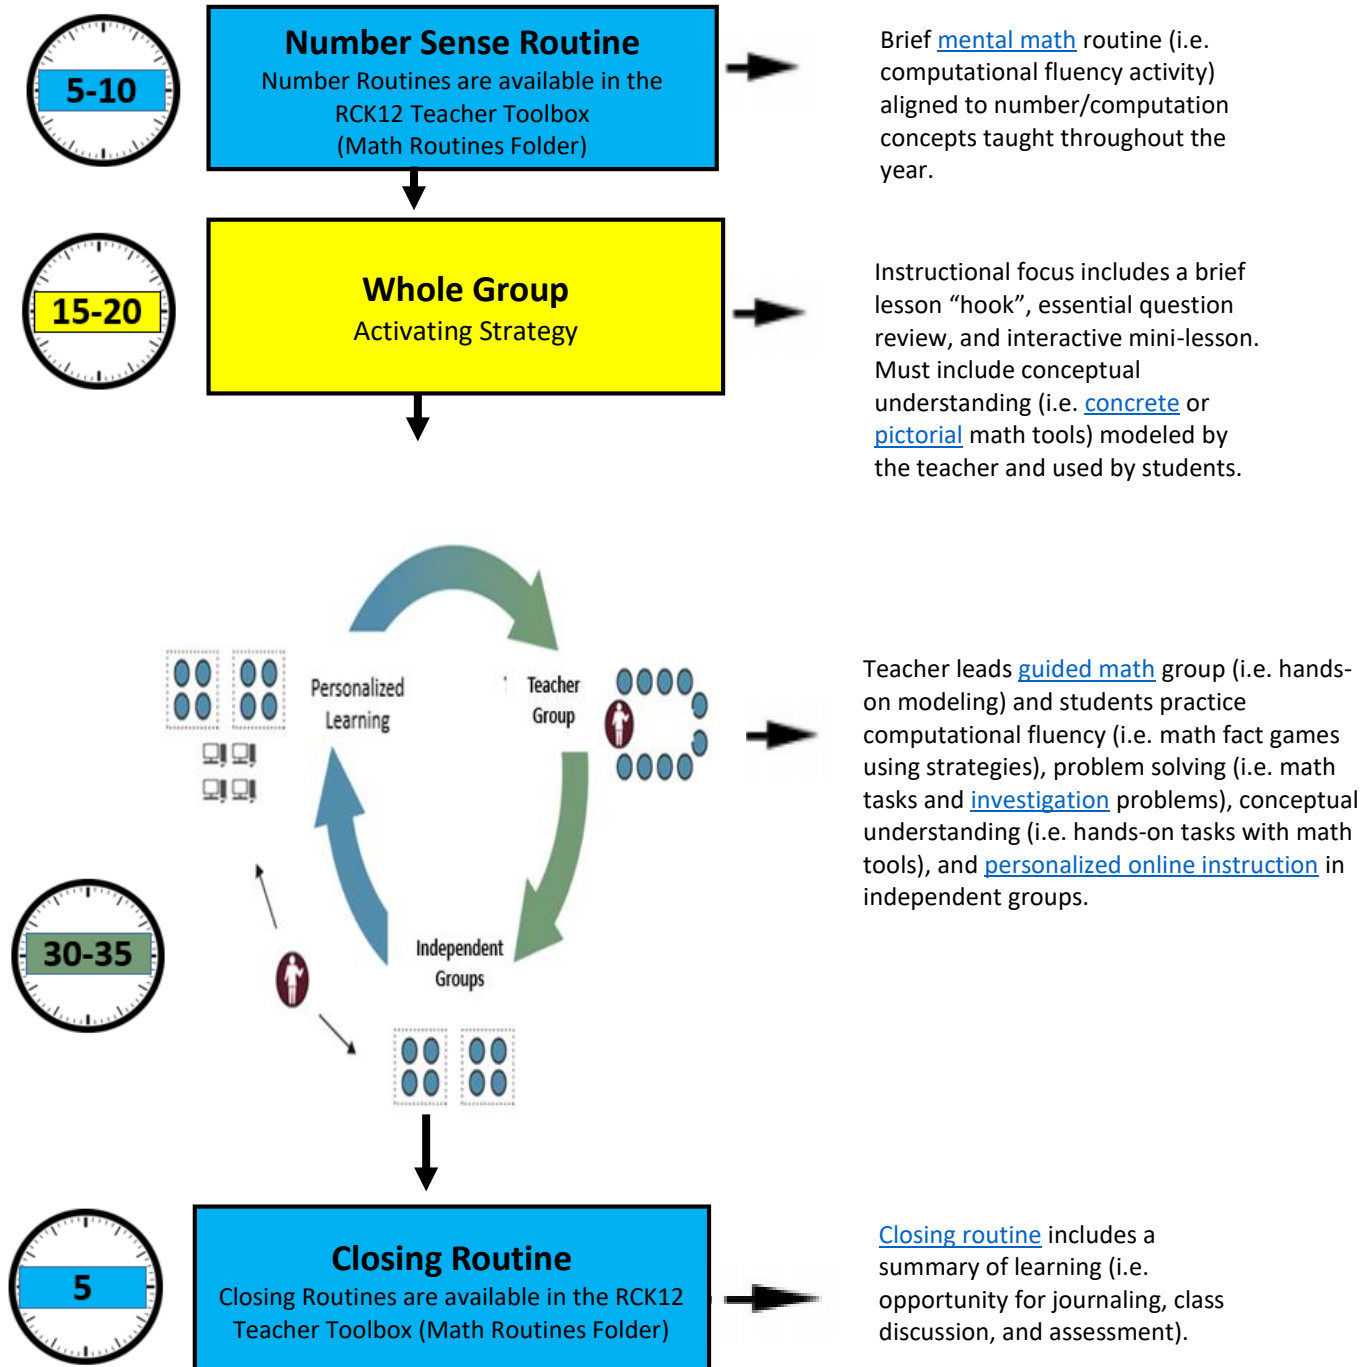 5-10
Number Sense Routine
Number Routines are available in the
RCK12 Teacher Toolbox
(Math Routines Folder)
Brief mental math routine (i.e.
computational fluency activity)
aligned to number/computation
concepts taught throughout the
year.
15-20
Whole Group
Activating Strategy
Instructional focus includes a brief
lesson “hook”, essential question
review, and interactive mini-lesson.
Must include conceptual
understanding (i.e. concrete or
pictorial math tools) modeled by
the teacher and used by students.
Personalized
Learning
Teacher
Group
Independent
Groups
30-35
Teacher leads guided math group (i.e. hands-
on modeling) and students practice
computational fluency (i.e. math fact games
using strategies), problem solving (i.e. math
tasks and investigation problems), conceptual
understanding (i.e. hands-on tasks with math
tools), and personalized online instruction in
independent groups.
5
Closing Routine
Closing Routines are available in the RCK12
Teacher Toolbox (Math Routines Folder)
Closing routine includes a
summary of learning (i.e.
opportunity for journaling, class
discussion, and assessment).